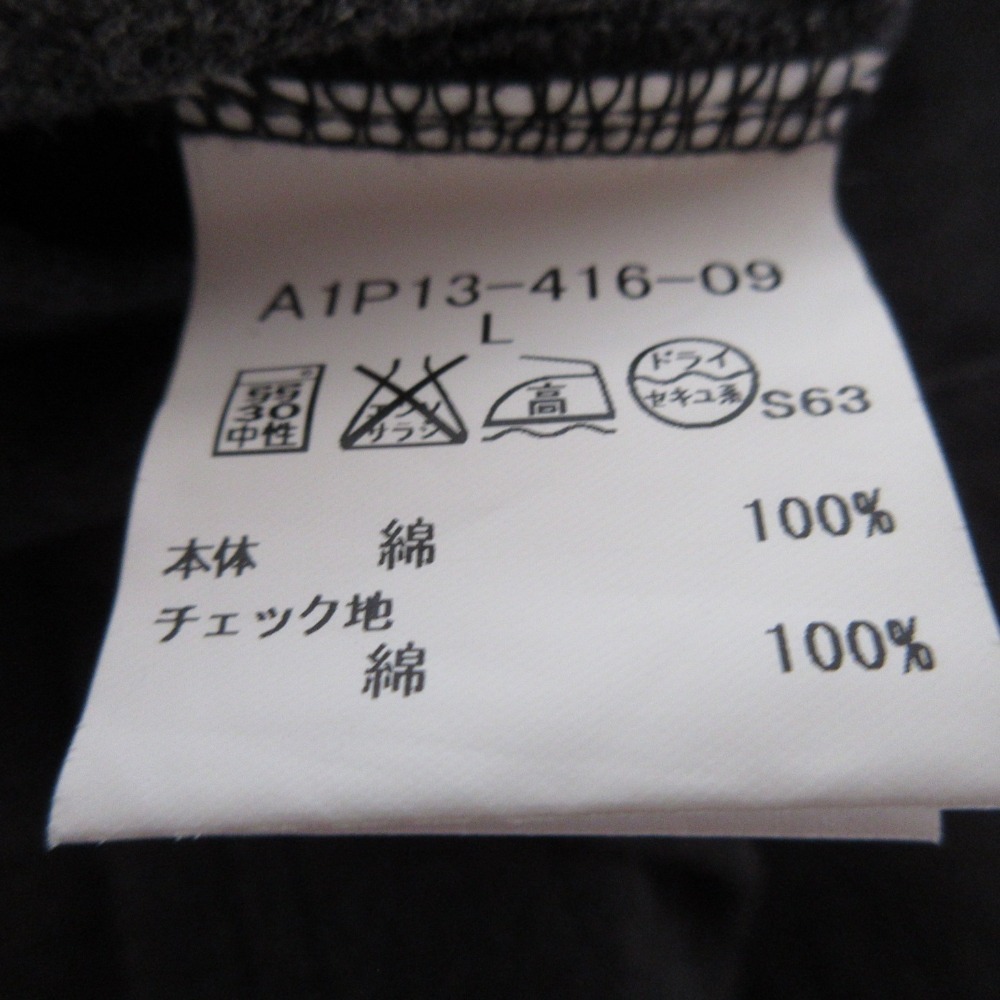 A1P13-416-09
L
弱
30
中性
エンソ
サラシ
高
ドライ
セキユ系
S63
本体 綿 100%
チェック地
綿 100%